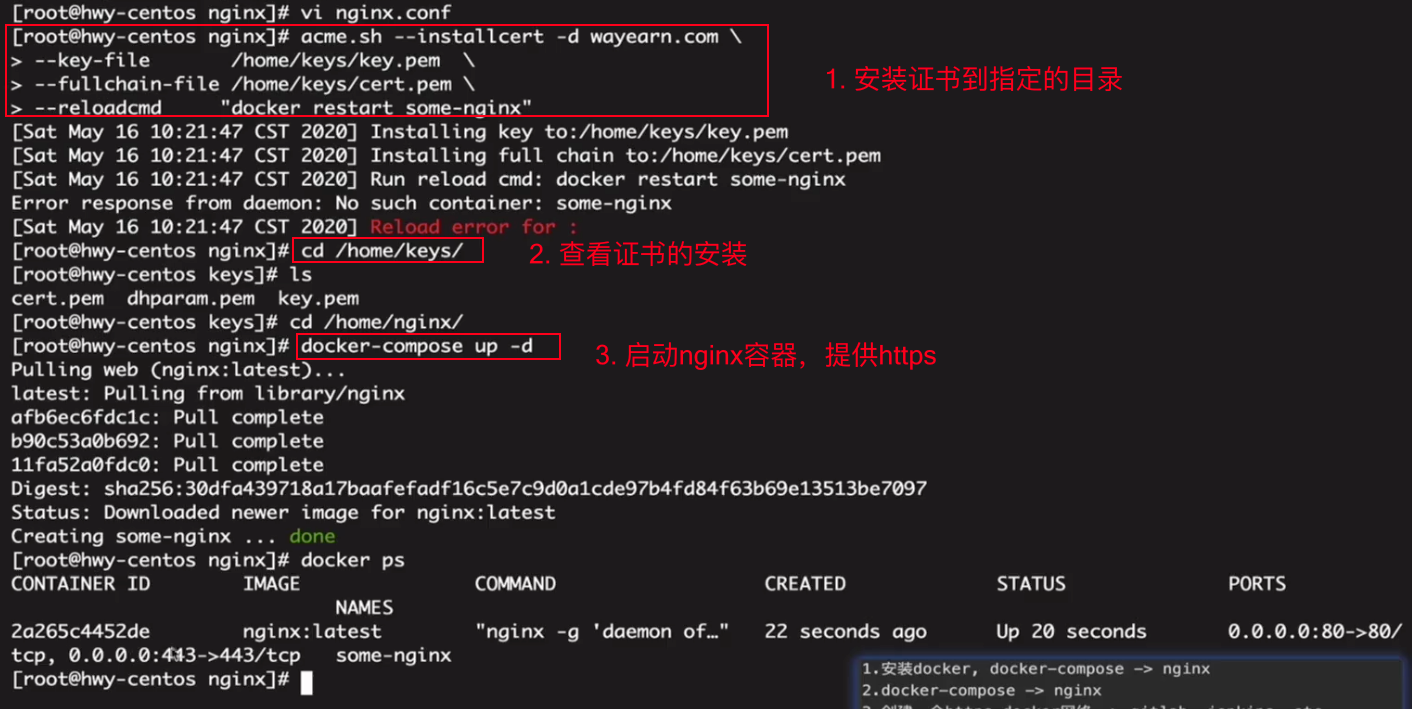 [root@hwy-centos nginx]# vi nginx.conf
[root@hwy-centos nginx]# acme.sh --installcert -d wayearn.com \
> --key-file       /home/keys/key.pem  \
> --fullchain-file /home/keys/cert.pem \
> --reloadcmd     "docker restart some-nginx"
1. 安装证书到指定的目录
[Sat May 16 10:21:47 CST 2020] Installing key to:/home/keys/key.pem
[Sat May 16 10:21:47 CST 2020] Installing full chain to:/home/keys/cert.pem
[Sat May 16 10:21:47 CST 2020] Run reload cmd: docker restart some-nginx
Error response from daemon: No such container: some-nginx
[Sat May 16 10:21:47 CST 2020] Reload error for :
[root@hwy-centos nginx]# cd /home/keys/
2. 查看证书的安装
[root@hwy-centos keys]# ls
cert.pem  dhparam.pem  key.pem
[root@hwy-centos keys]# cd /home/nginx/
[root@hwy-centos nginx]# docker-compose up -d
3. 启动nginx容器，提供https
Pulling web (nginx:latest)...
latest: Pulling from library/nginx
afb6ec6fdc1c: Pull complete
b90c53a0b692: Pull complete
11fa52a0fdc0: Pull complete
Digest: sha256:30dfa439718a17baafefadf16c5e7c9d0a1cde97b4fd84f63b69e13513be7097
Status: Downloaded newer image for nginx:latest
Creating some-nginx ... done
[root@hwy-centos nginx]# docker ps
CONTAINER ID        IMAGE               COMMAND                  CREATED             STATUS              PORTS
NAMES
2a265c4452de        nginx:latest        "nginx -g 'daemon of…"   22 seconds ago      Up 20 seconds       0.0.0.0:80->80/
tcp, 0.0.0.0:443->443/tcp   some-nginx
[root@hwy-centos nginx]#
1.安装docker, docker-compose -> nginx
2.docker-compose -> nginx